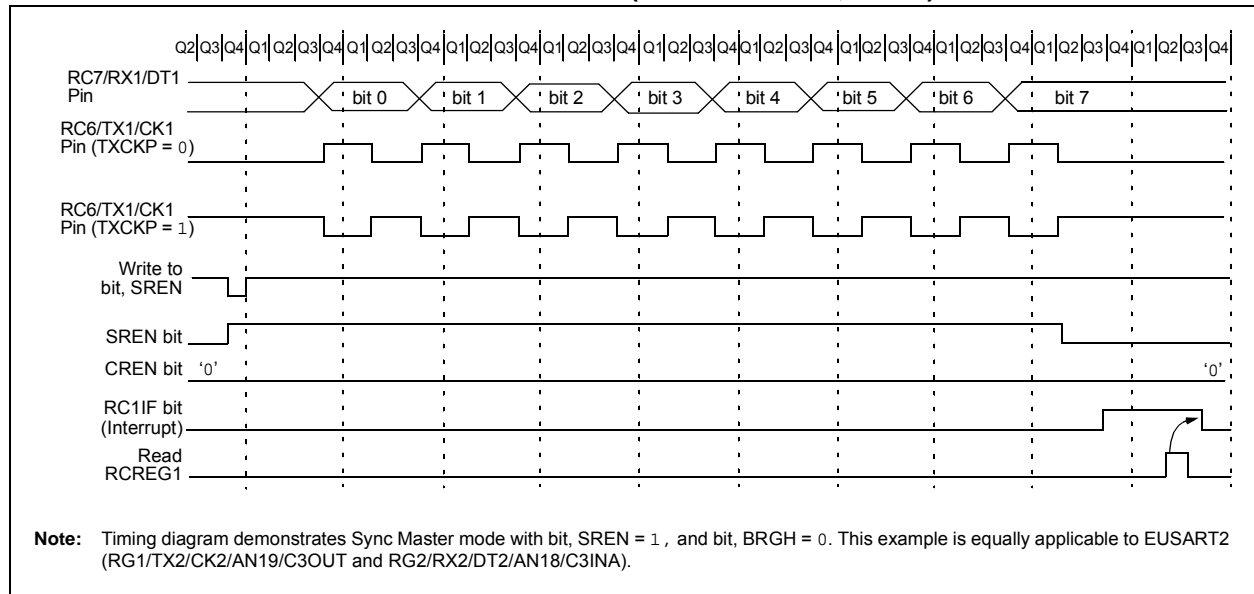 Q2|Q3|Q4|Q1|Q2|Q3|Q4|Q1|Q2|Q3|Q4|Q1|Q2|Q3|Q4|Q1|Q2|Q3|Q4|Q1|Q2|Q3|Q4|Q1|Q2|Q3|Q4|Q1|Q2|Q3|Q4|Q1|Q2|Q3|Q4|Q1|Q2|Q3|Q4|Q1|Q2|Q3|Q4
RC7/RX1/DT1
Pin
bit 0 bit 1 bit 2 bit 3 bit 4 bit 5 bit 6 bit 7
RC6/TX1/CK1
Pin (TXCKP = 0)
RC6/TX1/CK1
Pin (TXCKP = 1)
Write to
bit, SREN
SREN bit
CREN bit ‘0’ ‘0’
RC1IF bit
(Interrupt)
Read
RCREG1
Note: Timing diagram demonstrates Sync Master mode with bit, SREN = 1, and bit, BRGH = 0. This example is equally applicable to EUSART2
(RG1/TX2/CK2/AN19/C3OUT and RG2/RX2/DT2/AN18/C3INA).